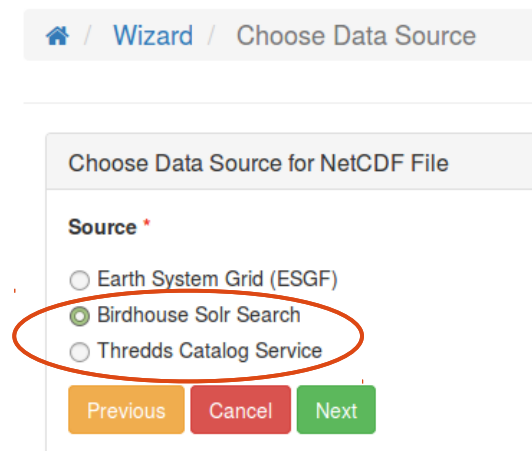 / Wizard / Choose Data Source
Choose Data Source for NetCDF File
Source *
Earth System Grid (ESGF)
Birdhouse Solr Search
Thredds Catalog Service
Previous Cancel Next